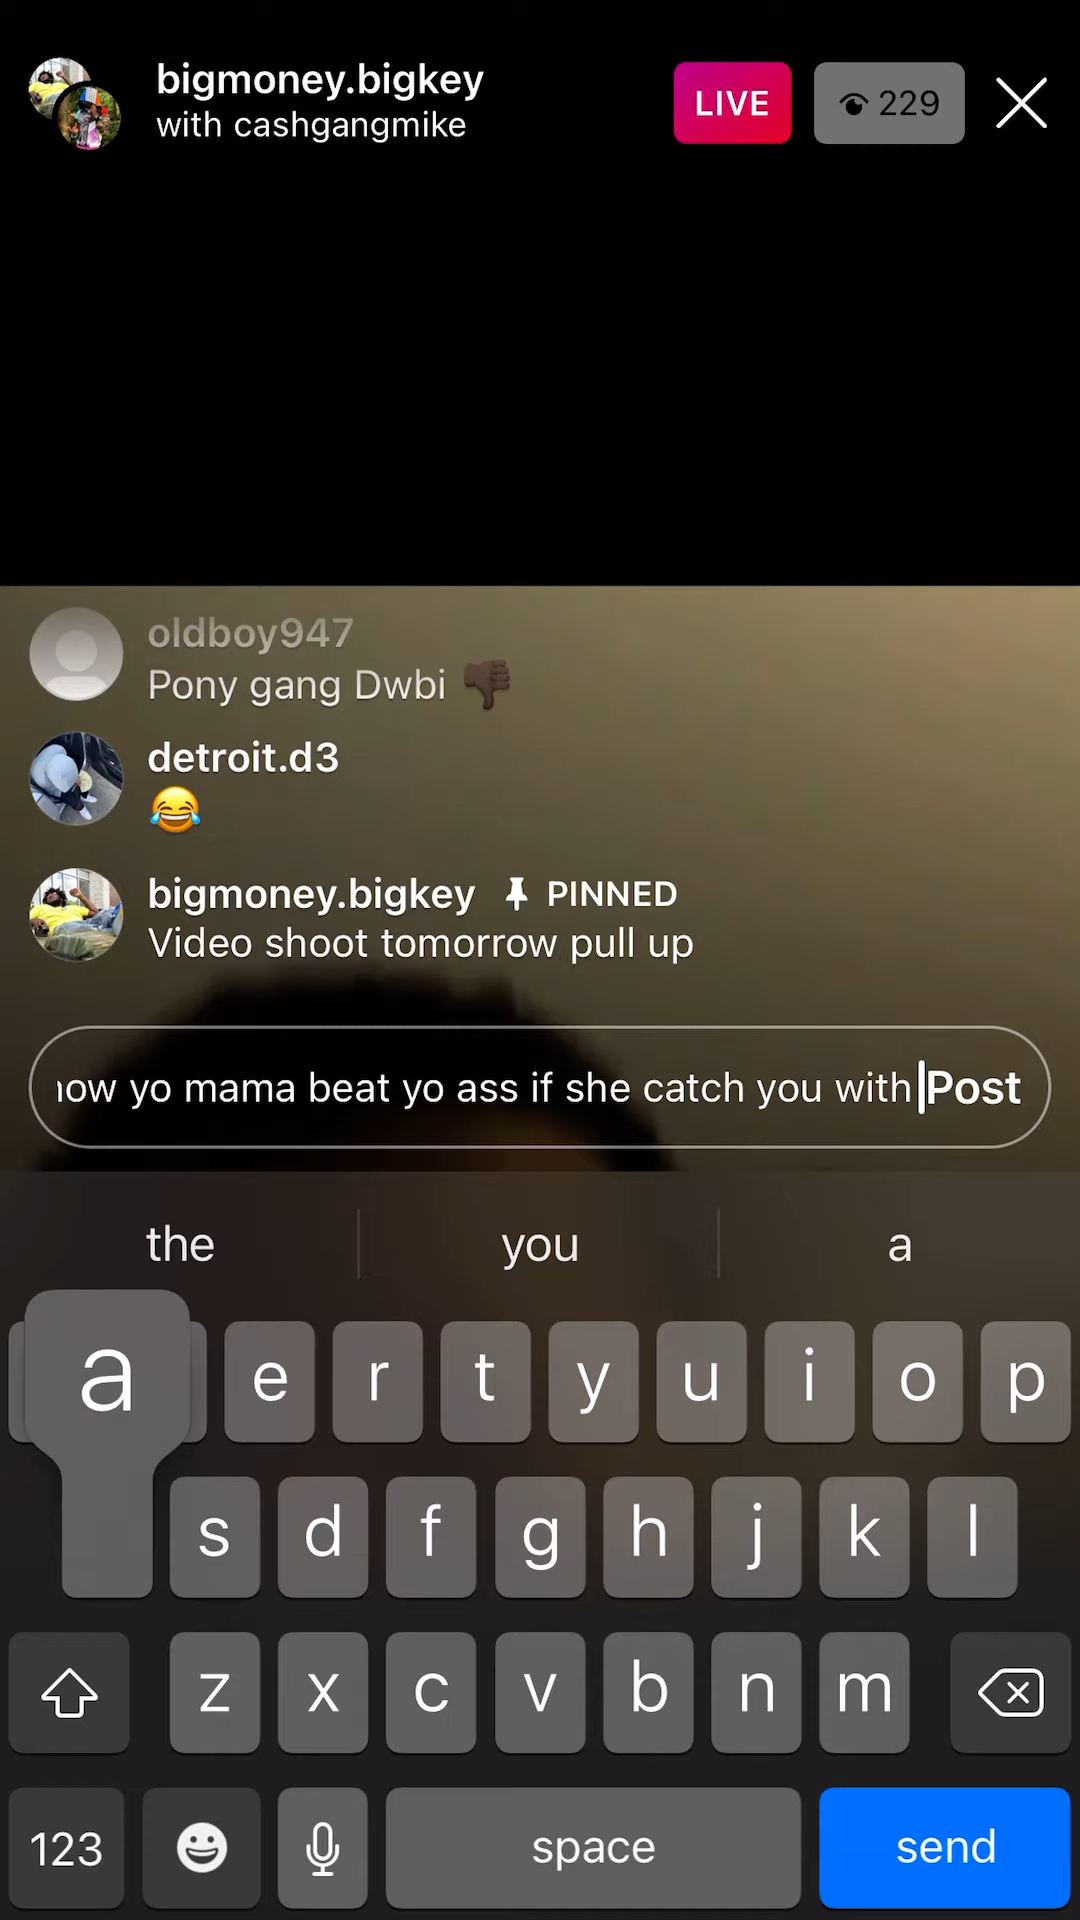 bigmoney.bigkey
with cashgangmike
LIVE
229
oldboy947
Pony gang Dwbi 👎🏿
detroit.d3
😂
bigmoney.bigkey PINNED
Video shoot tomorrow pull up
yo mama beat yo ass if she catch you with Post
the you a
a e r t y u i o p
s d f g h j k l
z x c v b n m
123 space send